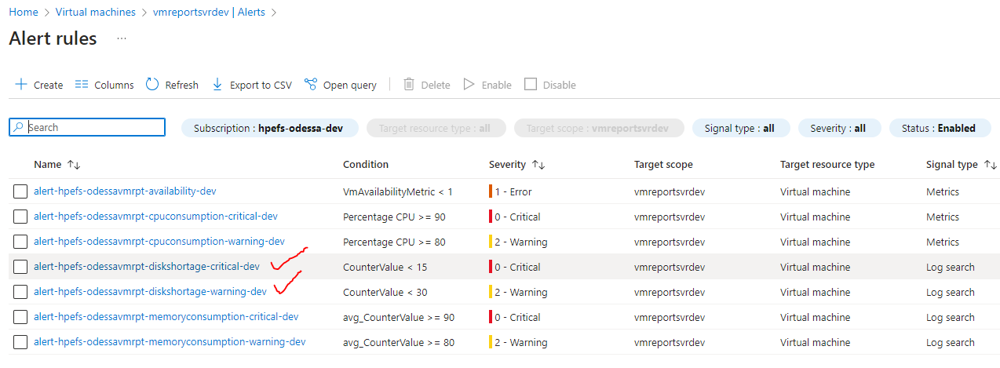 Home > Virtual machines > vmreportsvrdev | Alerts >
Alert rules ...
Create Columns Refresh Export to CSV Open query Delete Enable Disable
Search Subscription : hpefs-odessa-dev Target resource type : all Target scope : vmreportsvrdev Signal type : all Severity : all Status : Enabled
Name ↑↓ Condition Severity ↑↓ Target scope Target resource type Signal type ↑↓
alert-hpefs-odessavmrpt-availability-dev VmAvailabilityMetric < 1 1 - Error vmreportsvrdev Virtual machine Metrics
alert-hpefs-odessavmrpt-cpuconsumption-critical-dev Percentage CPU >= 90 0 - Critical vmreportsvrdev Virtual machine Metrics
alert-hpefs-odessavmrpt-cpuconsumption-warning-dev Percentage CPU >= 80 2 - Warning vmreportsvrdev Virtual machine Metrics
alert-hpefs-odessavmrpt-diskshortage-critical-dev CounterValue < 15 0 - Critical vmreportsvrdev Virtual machine Log search
alert-hpefs-odessavmrpt-diskshortage-warning-dev CounterValue < 30 2 - Warning vmreportsvrdev Virtual machine Log search
alert-hpefs-odessavmrpt-memoryconsumption-critical-dev avg_CounterValue >= 90 0 - Critical vmreportsvrdev Virtual machine Log search
alert-hpefs-odessavmrpt-memoryconsumption-warning-dev avg_CounterValue >= 80 2 - Warning vmreportsvrdev Virtual machine Log search